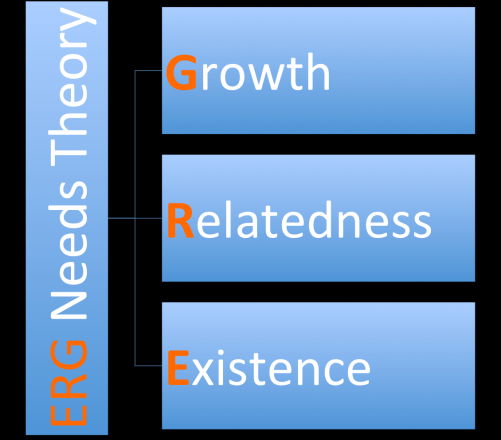 ERG Needs Theory
Growth
Relatedness
Existence